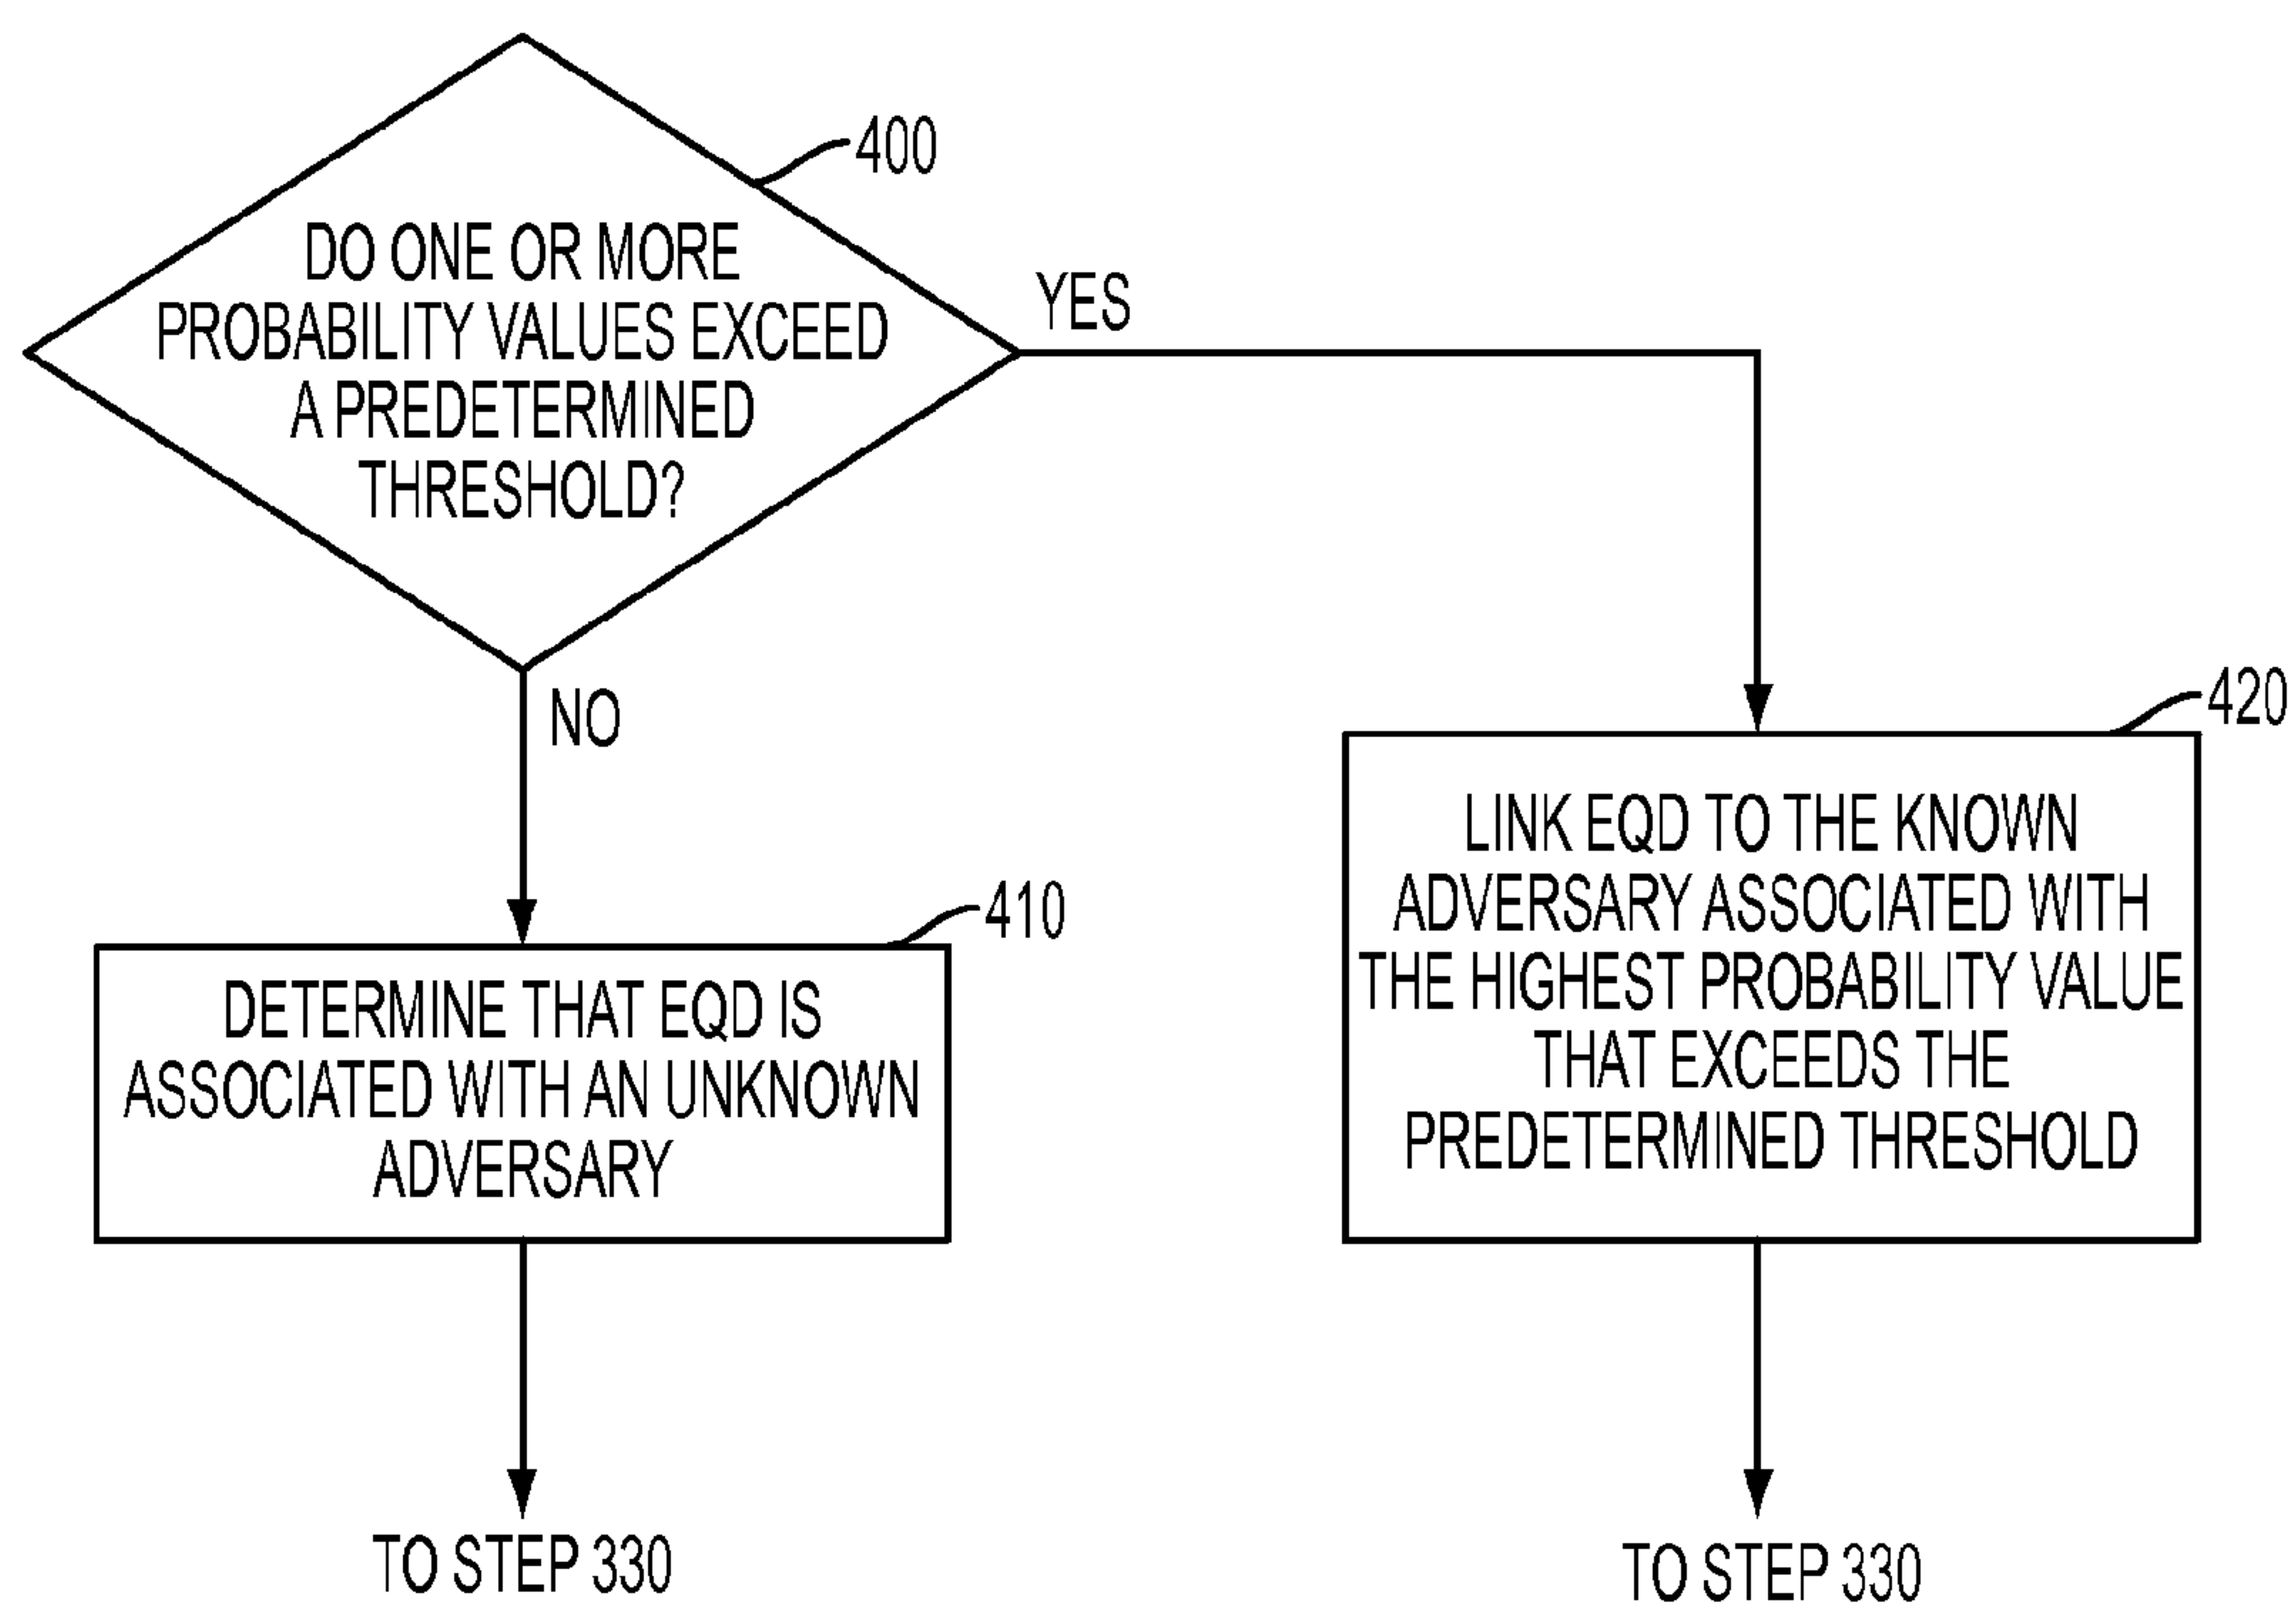 400
DO ONE OR MORE
PROBABILITY VALUES EXCEED
A PREDETERMINED
THRESHOLD?
YES
NO
420
LINK EQD TO THE KNOWN
ADVERSARY ASSOCIATED WITH
THE HIGHEST PROBABILITY VALUE
THAT EXCEEDS THE
PREDETERMINED THRESHOLD
410
DETERMINE THAT EQD IS
ASSOCIATED WITH AN UNKNOWN
ADVERSARY
TO STEP 330
TO STEP 330